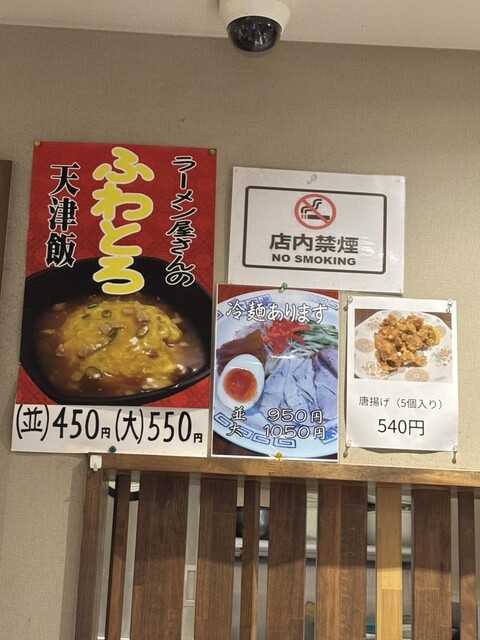 ラーメン屋さんの
ふわとろ
天津飯
(並)450円(大)550円
店内禁煙
NO SMOKING
冷麺あります
並 950円
大 1050円
唐揚げ（5個入り）
540円